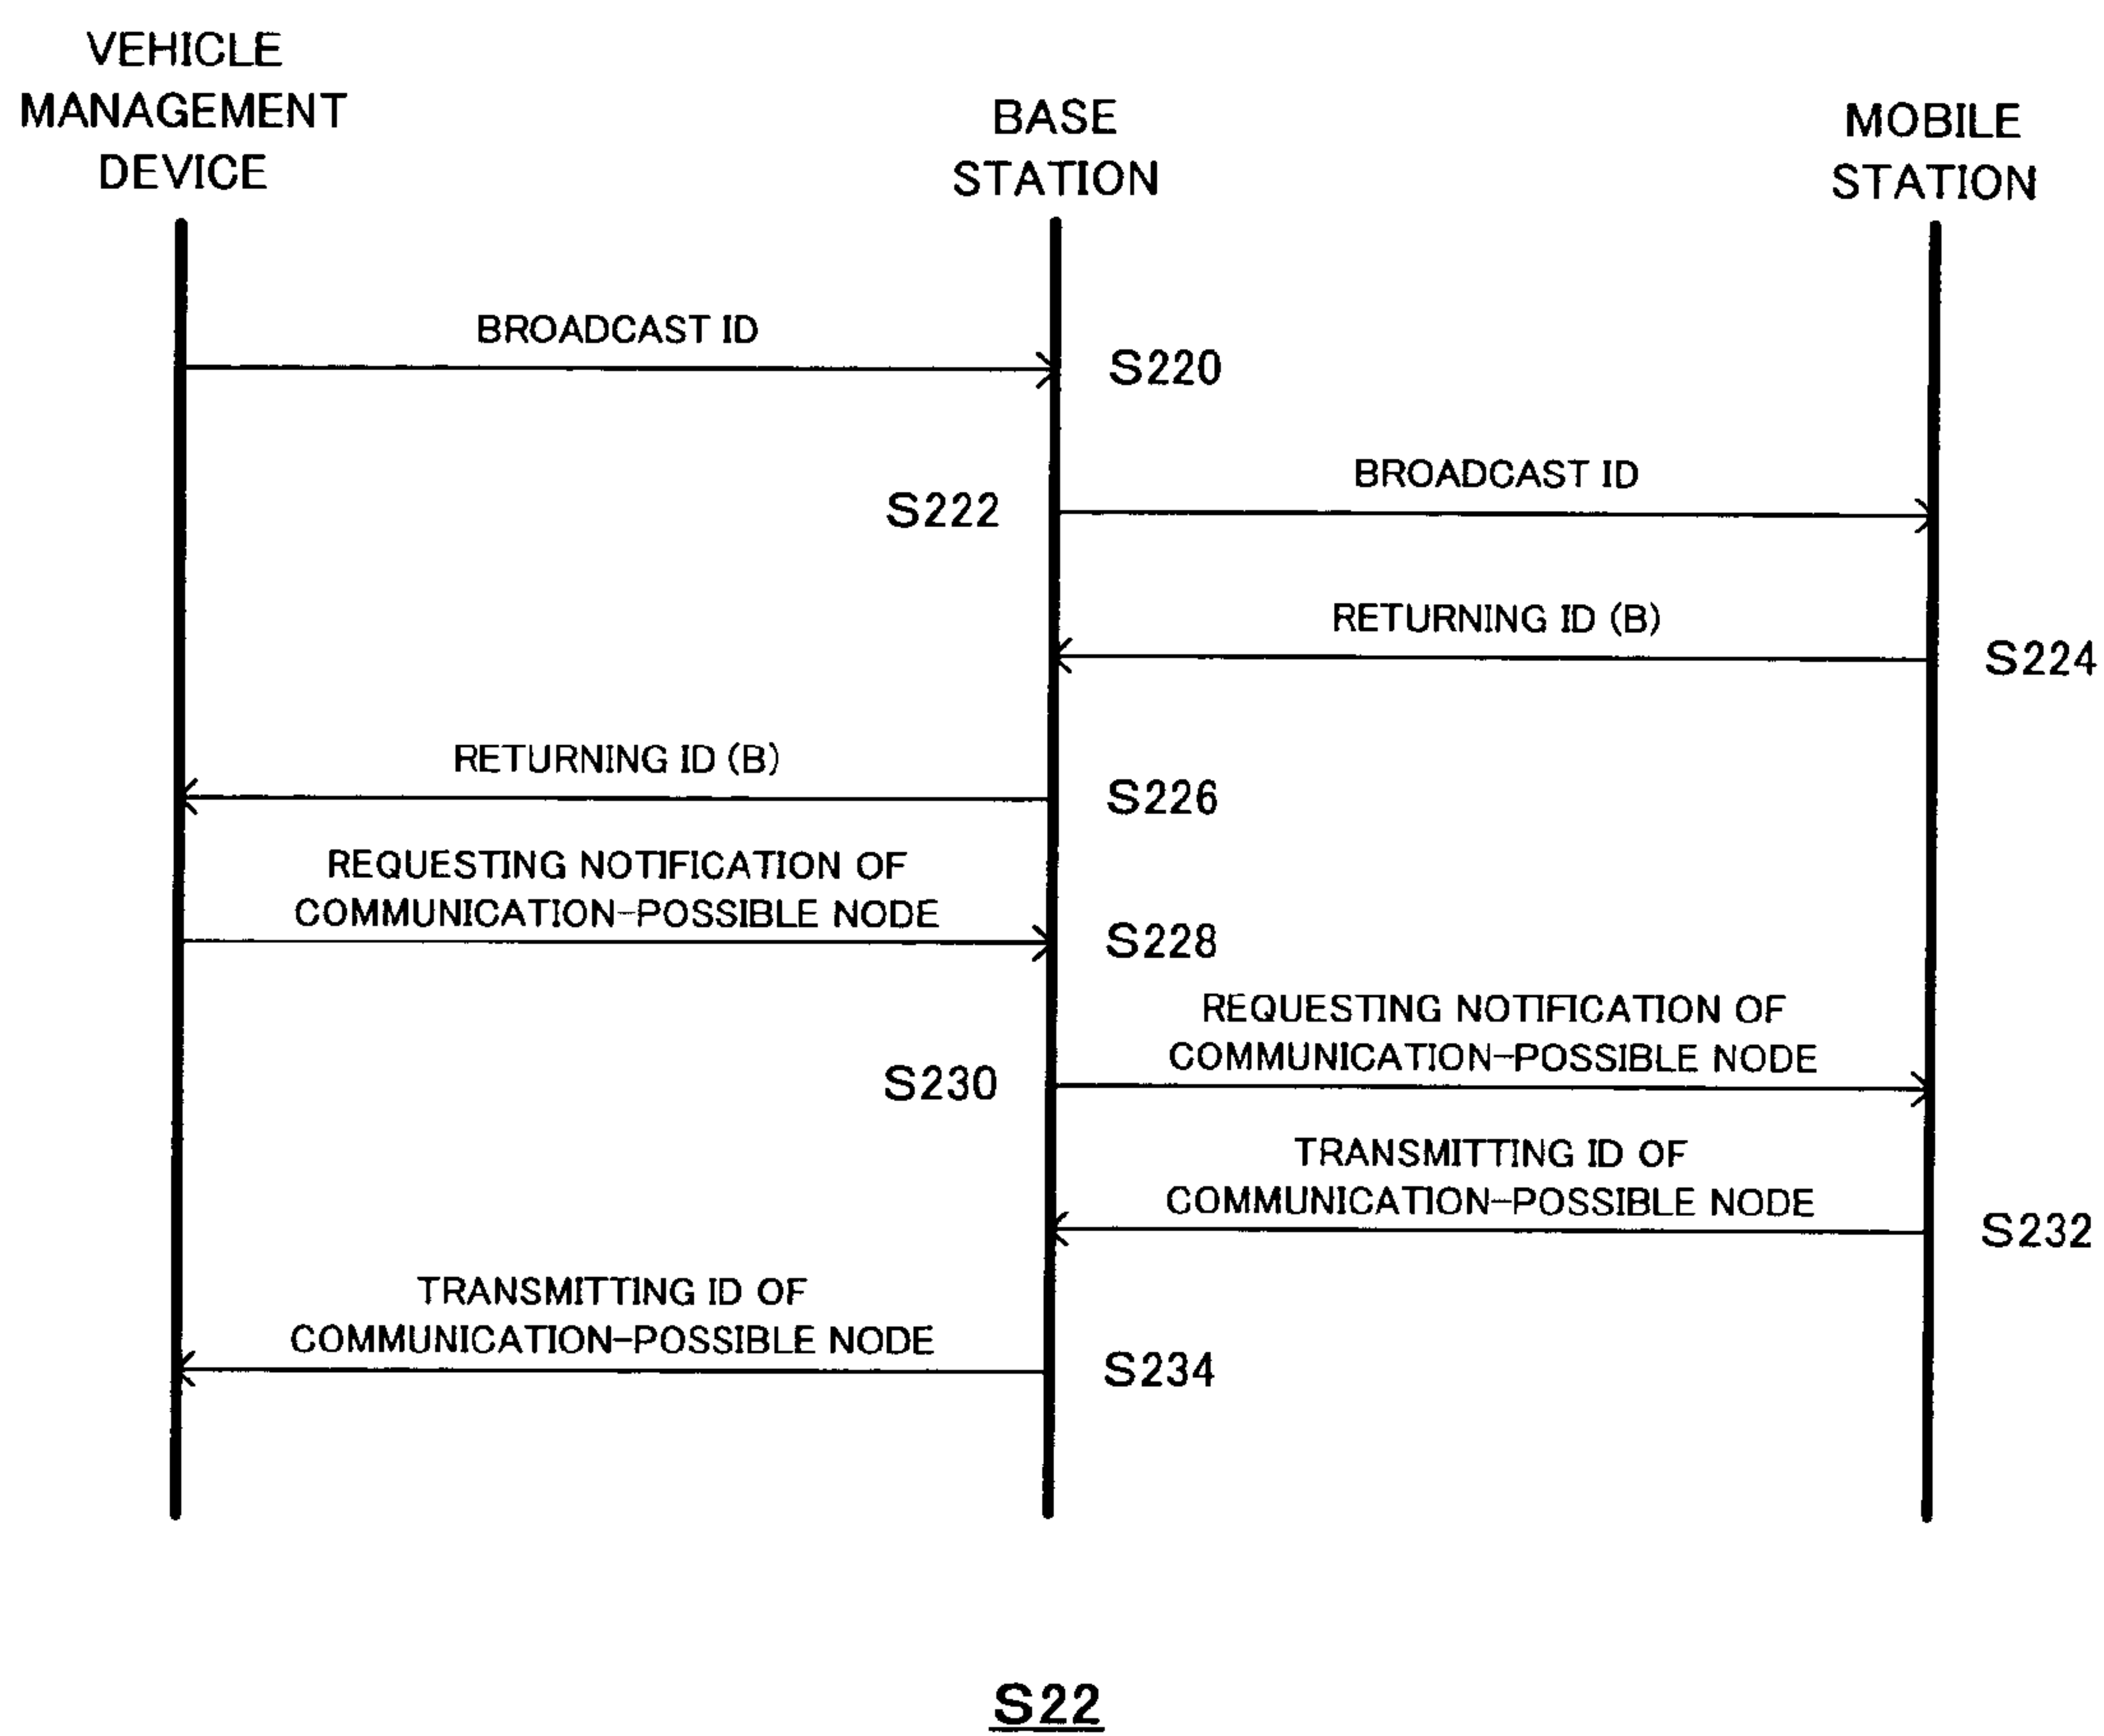 VEHICLE
MANAGEMENT
DEVICE
BASE
STATION
MOBILE
STATION
BROADCAST ID
S220
S222
BROADCAST ID
RETURNING ID (B)
S224
RETURNING ID (B)
S226
REQUESTING NOTIFICATION OF
COMMUNICATION-POSSIBLE NODE
S228
REQUESTING NOTIFICATION OF
COMMUNICATION-POSSIBLE NODE
S230
TRANSMITTING ID OF
COMMUNICATION-POSSIBLE NODE
S232
TRANSMITTING ID OF
COMMUNICATION-POSSIBLE NODE
S234
S22